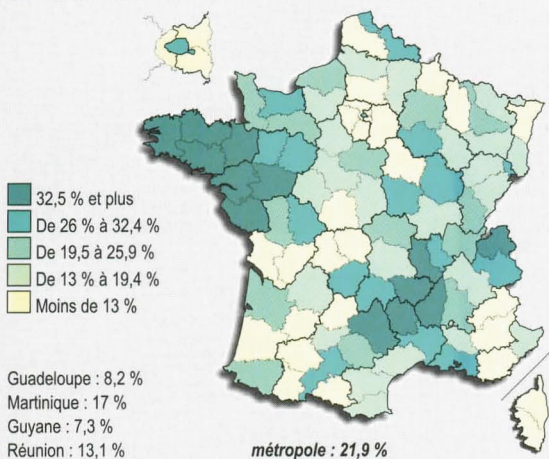 32,5 % et plus
De 26 % à 32,4 %
De 19,5 à 25,9 %
De 13 % à 19,4 %
Moins de 13 %
Guadeloupe : 8,2 %
Martinique : 17 %
Guyane : 7,3 %
Réunion : 13,1 %
métropole : 21,9 %